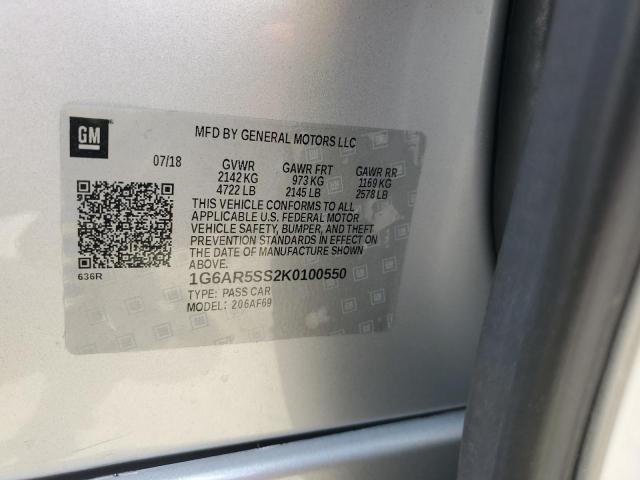 GM
MFD BY GENERAL MOTORS LLC
07/18 GVWR GAWR FRT GAWR RR
2142 KG 973 KG 1169 KG
4722 LB 2145 LB 2578 LB
THIS VEHICLE CONFORMS TO ALL
APPLICABLE U.S. FEDERAL MOTOR
VEHICLE SAFETY, BUMPER, AND THEFT
PREVENTION STANDARDS IN EFFECT ON
THE DATE OF MANUFACTURE SHOWN
ABOVE.
636R
1G6AR5SS2K0100550
TYPE: PASS CAR
MODEL: 206AF69